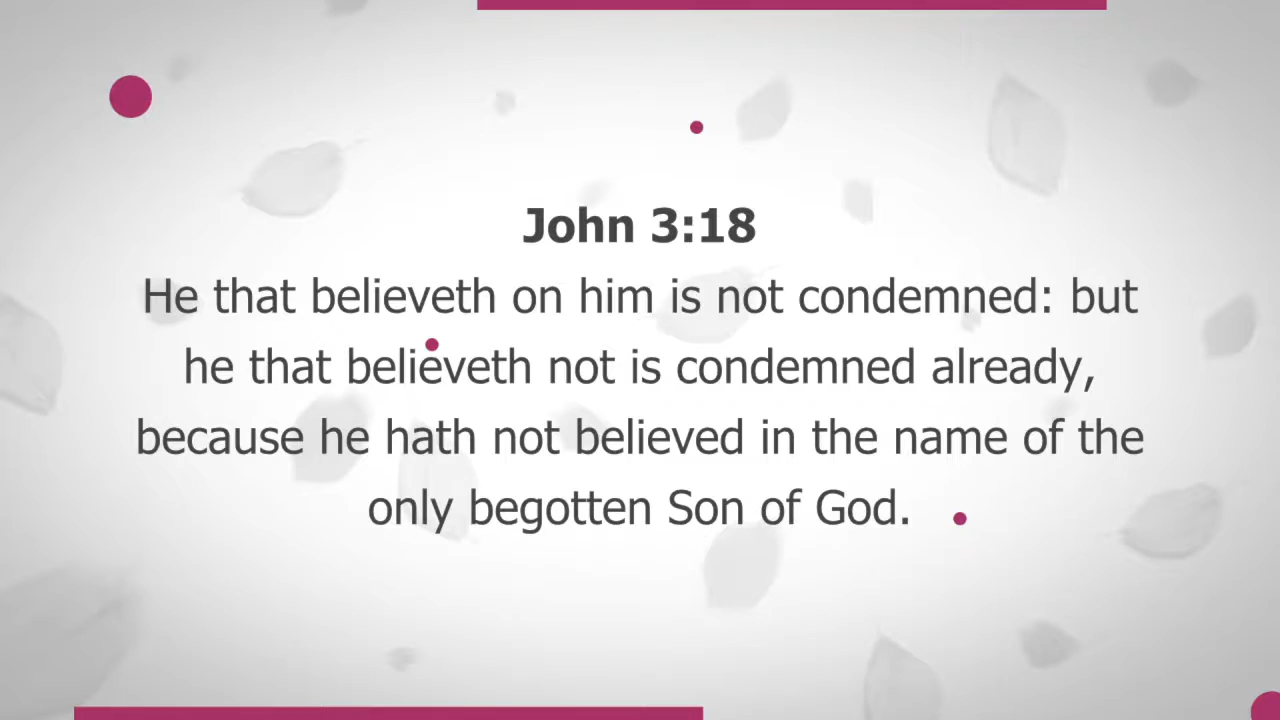 John 3:18
He that believeth on him is not condemned: but
he that believeth not is condemned already,
because he hath not believed in the name of the
only begotten Son of God.